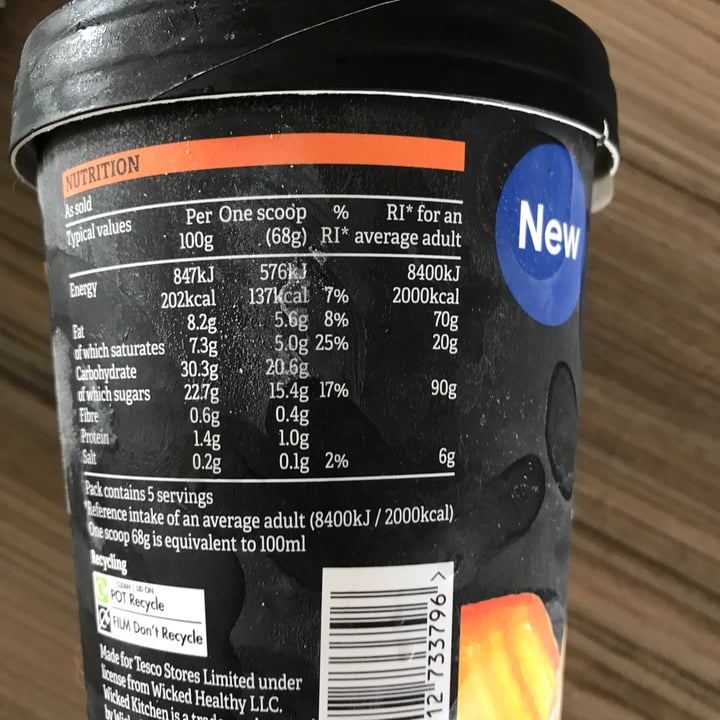 NUTRITION
As sold
Typical values Per 100g One scoop (68g) % RI* RI* for an average adult
Energy 847kJ 576kJ 8400kJ
202kcal 137kcal 7% 2000kcal
Fat 8.2g 5.6g 8% 70g
of which saturates 7.3g 5.0g 25% 20g
Carbohydrate 30.3g 20.6g
of which sugars 22.7g 15.4g 17% 90g
Fibre 0.6g 0.4g
Protein 1.4g 1.0g
Salt 0.2g 0.1g 2% 6g
Pack contains 5 servings
*Reference intake of an average adult (8400kJ / 2000kcal)
One scoop 68g is equivalent to 100ml
Recycling
CLEAN | LID ON
POT Recycle
FILM Don't Recycle
Made for Tesco Stores Limited under
license from Wicked Healthy LLC.
Wicked Kitchen is a
New
12 733796 >